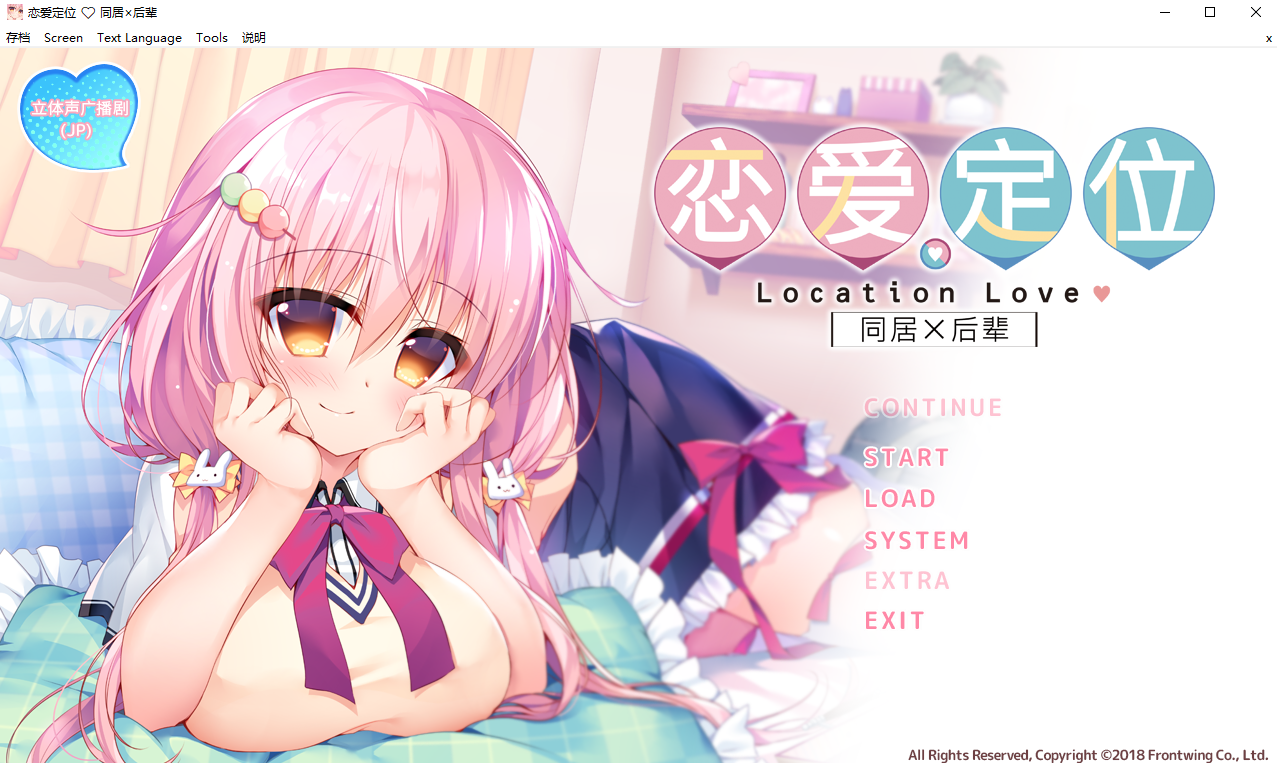 恋爱定位 ♡ 同居×后辈
存档 Screen Text Language Tools 说明 x
立体声广播剧
(JP)
恋爱定位
Location Love♥
同居×后辈
CONTINUE
START
LOAD
SYSTEM
EXTRA
EXIT
All Rights Reserved, Copyright ©2018 Frontwing Co., Ltd.